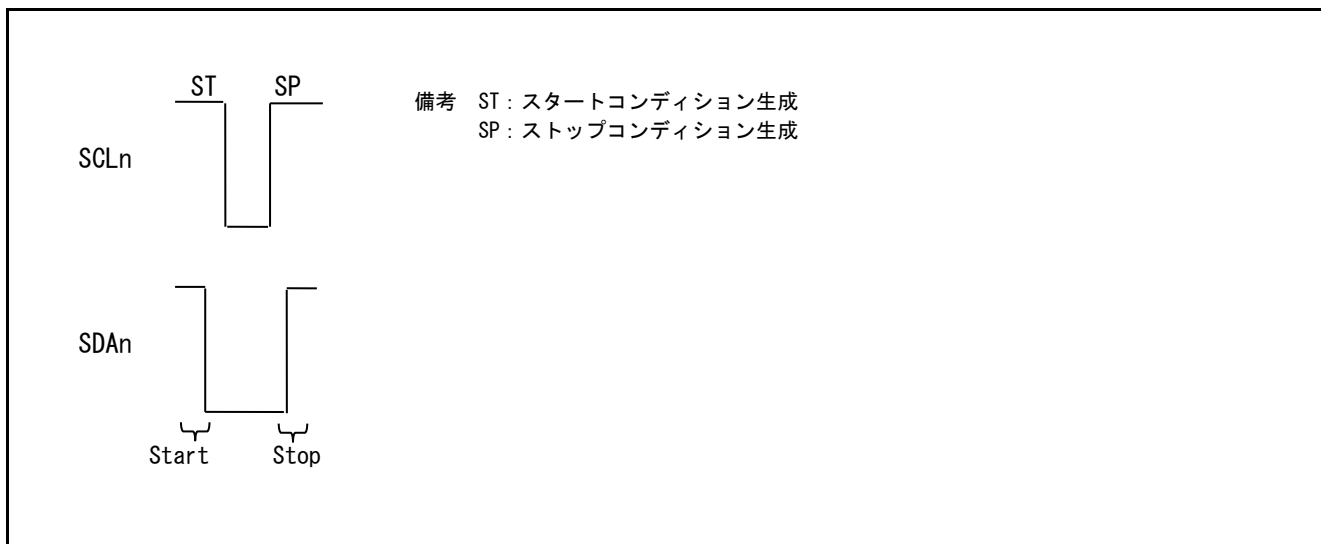 ST SP
備考 ST：スタートコンディション生成
SP：ストップコンディション生成
SCLn
SDAn
Start Stop